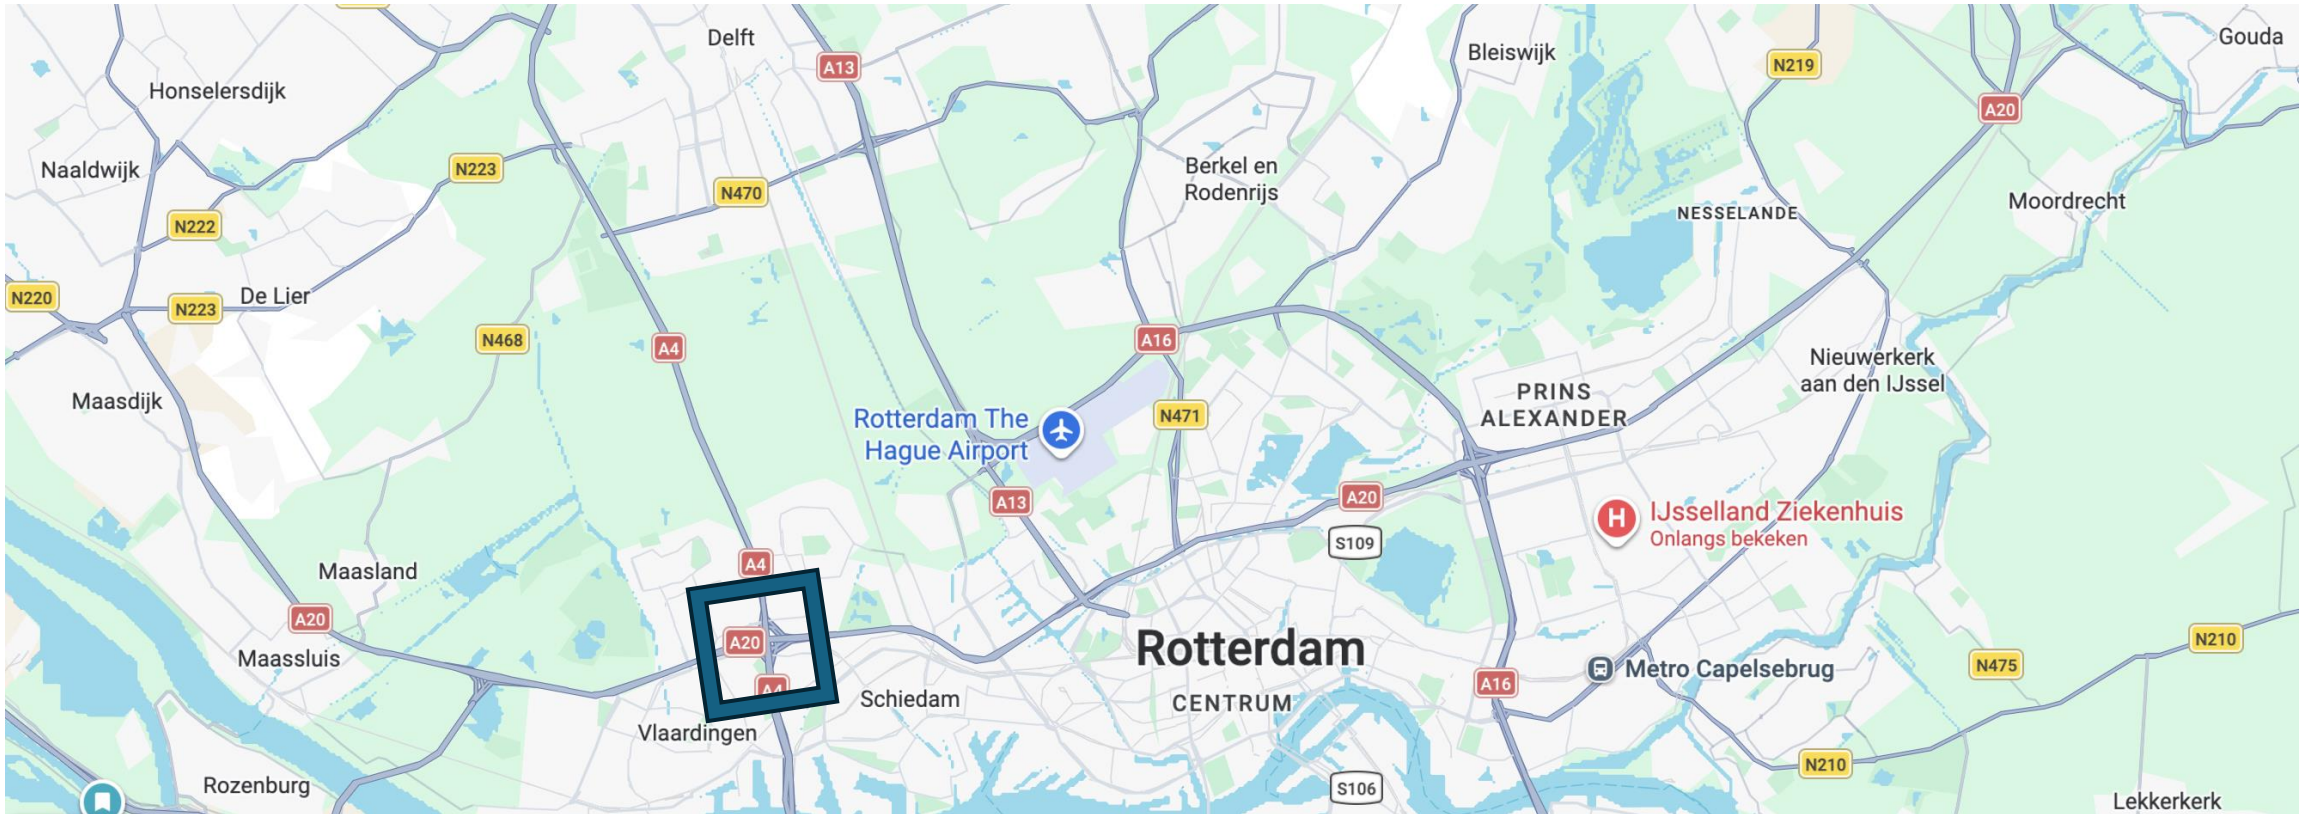 Delft
Gouda
Bleiswijk
A13
N219
Honselersdijk
A20
Naaldwijk
N223
Berkel en
Rodenrijs
N470
Moordrecht
NESSELANDE
N222
N220
De Lier
N223
N468
A4
A16
Nieuwerkerk
aan den IJssel
Maasdijk
PRINS
ALEXANDER
Rotterdam The
Hague Airport
N471
A13
A20
H
IJsselland Ziekenhuis
Onlangs bekeken
S109
Maasland
A4
A20
A20
Maassluis
Rotterdam
N210
N475
Metro Capelsebrug
A4
A16
Schiedam
CENTRUM
Vlaardingen
N210
Rozenburg
S106
Lekkerkerk